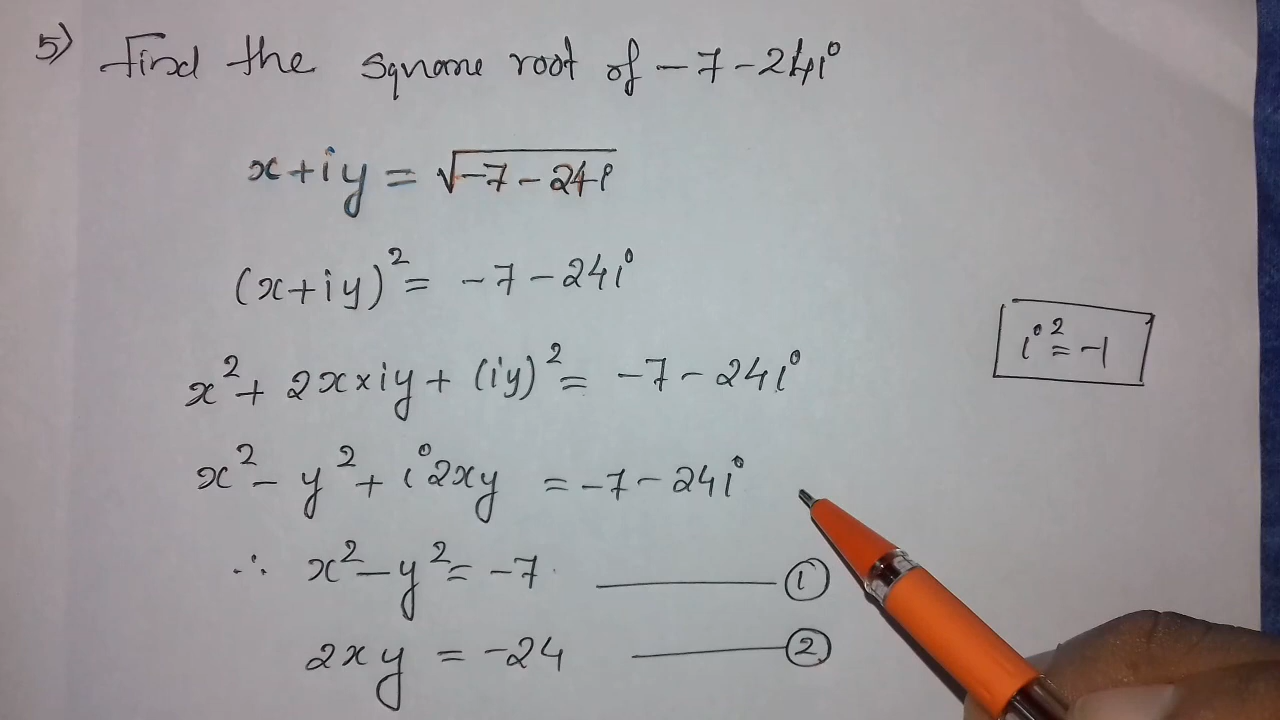 5) Find the square root of -7-24i
x+iy = √-7-24i
(x+iy)² = -7-24i
x² + 2x×iy + (iy)² = -7-24i
i² = -1
x² - y² + i2xy = -7-24i
∴ x² - y² = -7 ——— ①
2xy = -24 ——— ②